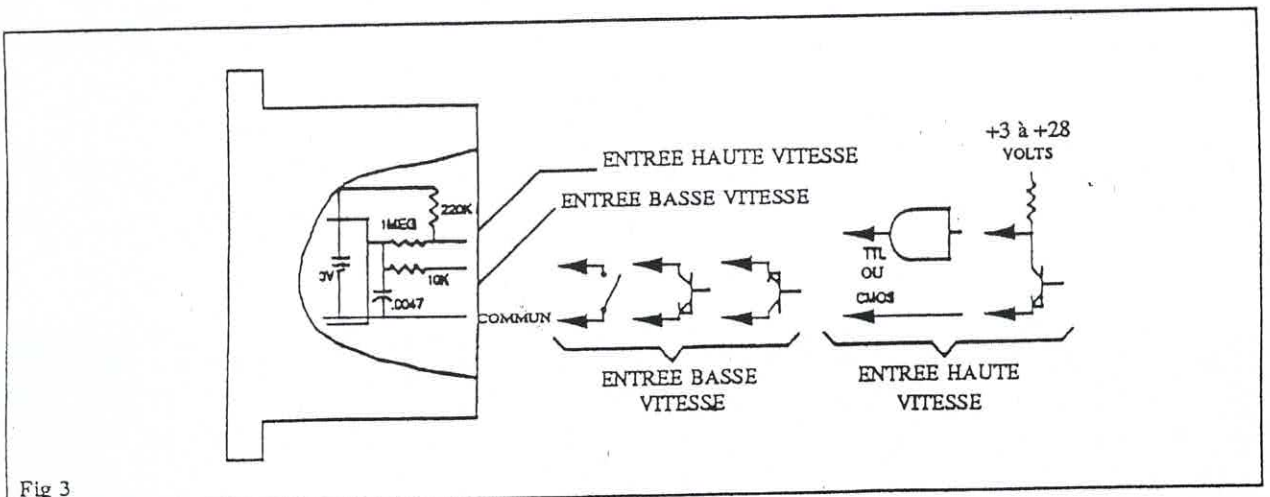 +3 à +28
VOLTS
ENTREE HAUTE VITESSE
ENTREE BASSE VITESSE
220K
1MEG
10K
3V
.0047
COMMUN
TTL
OU
CMOS
ENTREE BASSE
VITESSE
ENTREE HAUTE
VITESSE
Fig 3